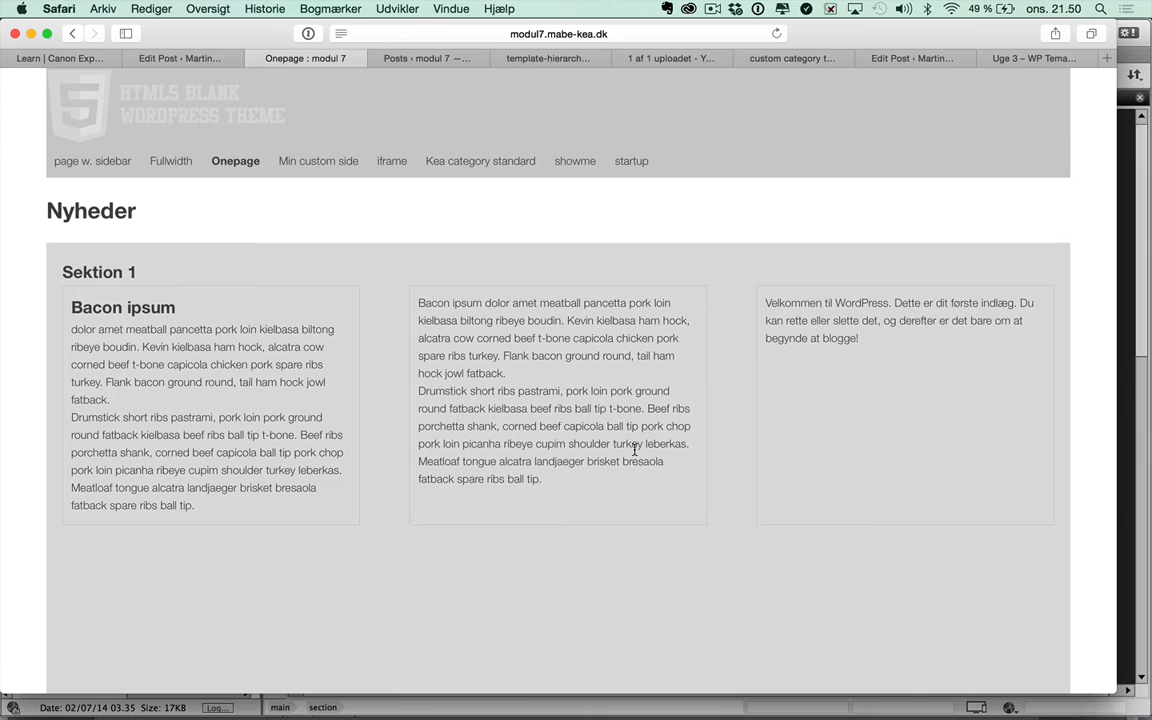 Safari Arkiv Rediger Oversigt Historie Bogmærker Udvikler Vindue Hjælp 49 % ons. 21.50
modul7.mabe-kea.dk
Learn | Canon Exp... Edit Post ‹ Martin... Onepage : modul 7 Posts ‹ modul 7 —... template-hierarch... 1 af 1 uploadet - Y... custom category t... Edit Post ‹ Martin... Uge 3 – WP Tema...
HTML5 BLANK
WORDPRESS THEME
page w. sidebar Fullwidth Onepage Min custom side iframe Kea category standard showme startup
Nyheder
Sektion 1
Bacon ipsum
dolor amet meatball pancetta pork loin kielbasa biltong
ribeye boudin. Kevin kielbasa ham hock, alcatra cow
corned beef t-bone capicola chicken pork spare ribs
turkey. Flank bacon ground round, tail ham hock jowl
fatback.
Drumstick short ribs pastrami, pork loin pork ground
round fatback kielbasa beef ribs ball tip t-bone. Beef ribs
porchetta shank, corned beef capicola ball tip pork chop
pork loin picanha ribeye cupim shoulder turkey leberkas.
Meatloaf tongue alcatra landjaeger brisket bresaola
fatback spare ribs ball tip.
Bacon ipsum dolor amet meatball pancetta pork loin
kielbasa biltong ribeye boudin. Kevin kielbasa ham hock,
alcatra cow corned beef t-bone capicola chicken pork
spare ribs turkey. Flank bacon ground round, tail ham
hock jowl fatback.
Drumstick short ribs pastrami, pork loin pork ground
round fatback kielbasa beef ribs ball tip t-bone. Beef ribs
porchetta shank, corned beef capicola ball tip pork chop
pork loin picanha ribeye cupim shoulder turkey leberkas.
Meatloaf tongue alcatra landjaeger brisket bresaola
fatback spare ribs ball tip.
Velkommen til WordPress. Dette er dit første indlæg. Du
kan rette eller slette det, og derefter er det bare om at
begynde at blogge!
Date: 02/07/14 03.35 Size: 17KB Log... main section